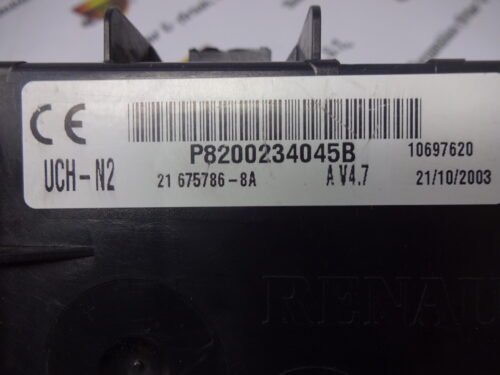 CE
P8200234045B 10697620
UCH-N2 21 675786-8A A V4.7 21/10/2003
RENAU